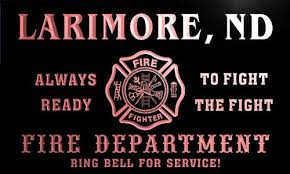 LARIMORE, ND
ALWAYS
READY
FIRE
FIGHTER
TO FIGHT
THE FIGHT
FIRE DEPARTMENT
RING BELL FOR SERVICE!